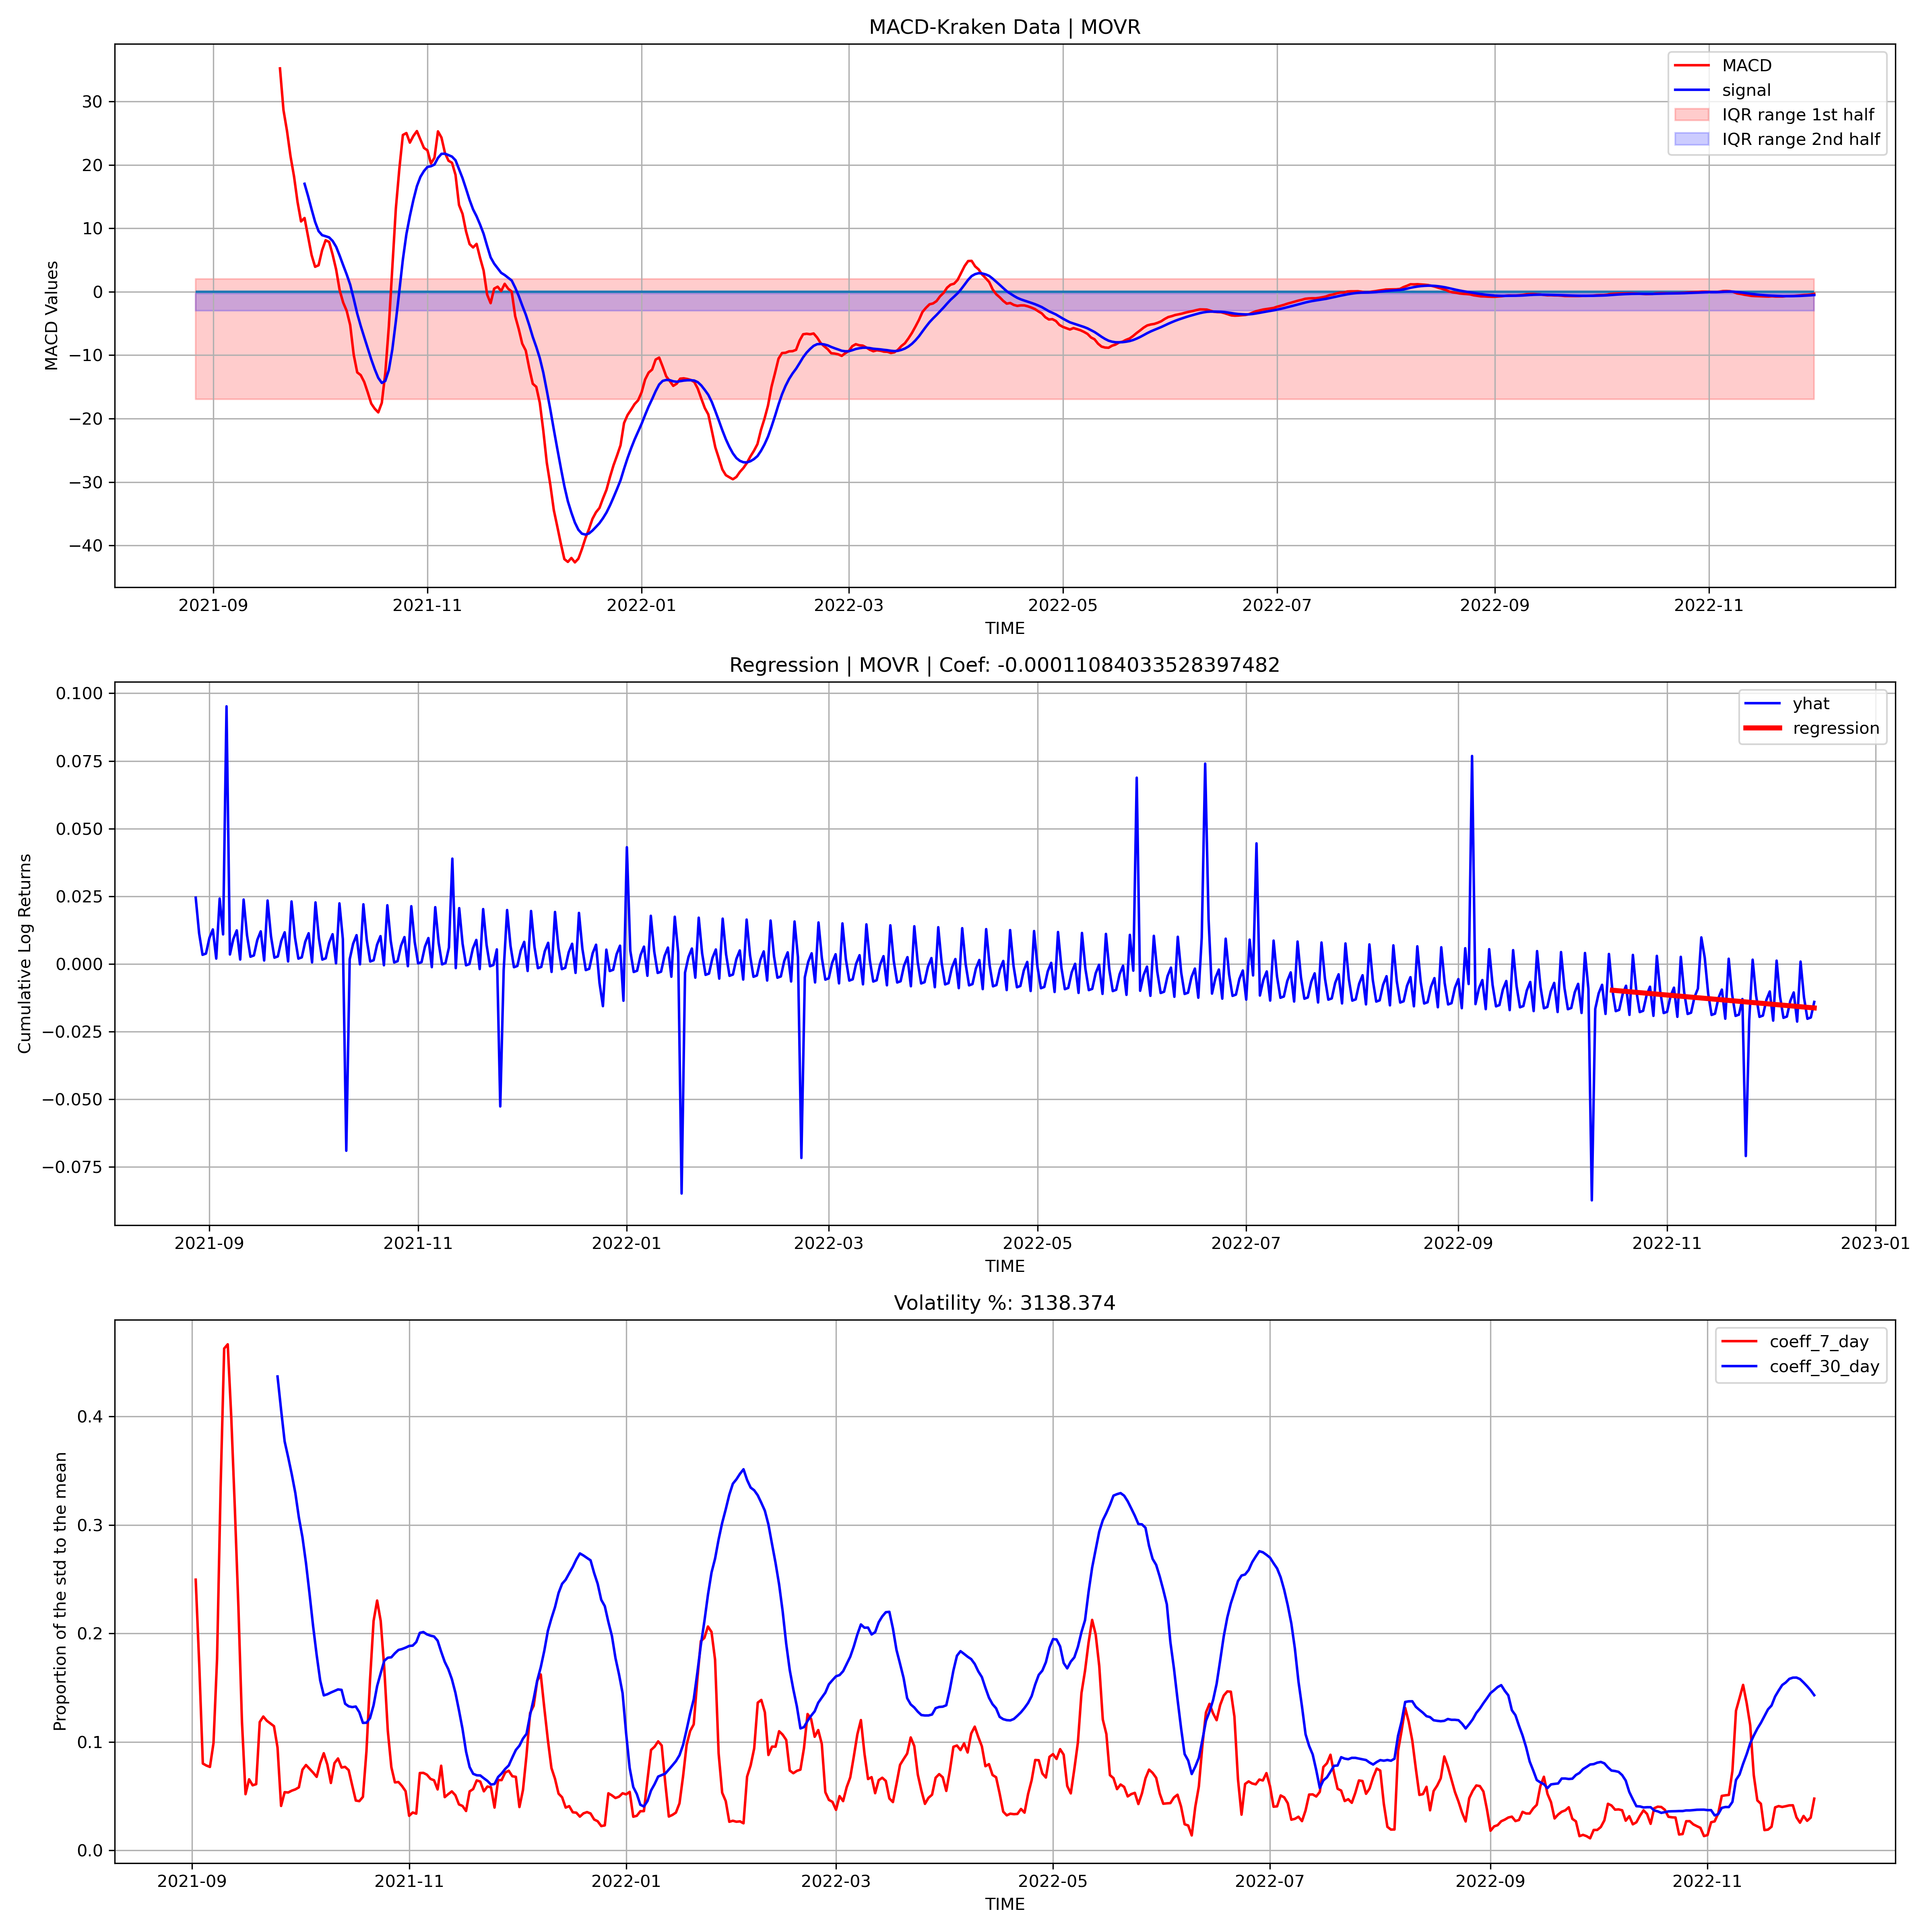 MACD-Kraken Data | MOVR
MACD
signal
IQR range 1st half
IQR range 2nd half
MACD Values
30
20
10
0
−10
−20
−30
−40
2021-09 2021-11 2022-01 2022-03 2022-05 2022-07 2022-09 2022-11
TIME
Regression | MOVR | Coef: -0.00011084033528397482
yhat
regression
Cumulative Log Returns
0.100
0.075
0.050
0.025
0.000
−0.025
−0.050
−0.075
2021-09 2021-11 2022-01 2022-03 2022-05 2022-07 2022-09 2022-11 2023-01
TIME
Volatility %: 3138.374
coeff_7_day
coeff_30_day
Proportion of the std to the mean
0.4
0.3
0.2
0.1
0.0
2021-09 2021-11 2022-01 2022-03 2022-05 2022-07 2022-09 2022-11
TIME